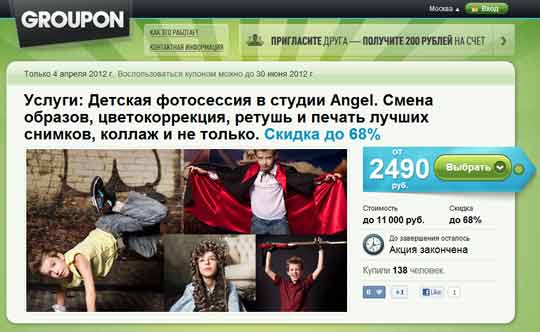 GROUPON
Москва ▲ Вход
КАК ЭТО РАБОТАЕТ
КОНТАКТНАЯ ИНФОРМАЦИЯ
ПРИГЛАСИТЕ ДРУГА — ПОЛУЧИТЕ 200 РУБЛЕЙ НА СЧЕТ
Только 4 апреля 2012 г. Воспользоваться купоном можно до 30 июня 2012 г.
Услуги: Детская фотосессия в студии Angel. Смена
образов, цветокоррекция, ретушь и печать лучших
снимков, коллаж и не только. Скидка до 68%
от
2490
руб.
Выбрать
Стоимость Скидка
до 11 000 руб. до 68%
До завершения осталось
Акция закончена
Купили 138 человек.
В +1 Like 1